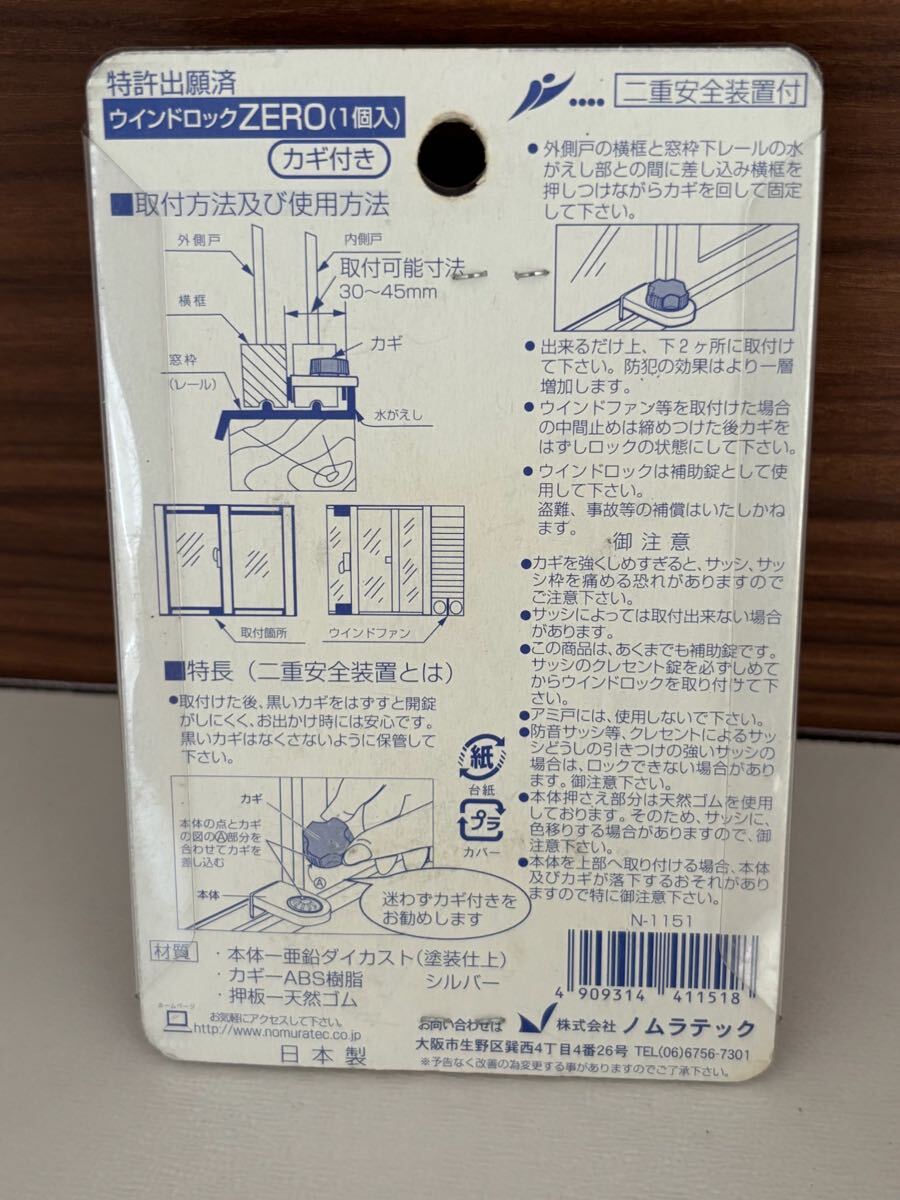 特許出願済
ウインドロックZERO(1個入)
カギ付き
■取付方法及び使用方法
外側戸
内側戸
取付可能寸法
30〜45mm
横框
カギ
窓枠
(レール)
水がえし
取付箇所
ウインドファン
■特長(二重安全装置とは)
●取付けた後、黒いカギをはずすと開錠
がしにくく、お出かけ時には安心です。
黒いカギはなくさないように保管して
下さい。
カギ
本体の点とカギ
の図のⒶ部分を
合わせてカギを
差し込む
Ⓐ
本体
迷わずカギ付きを
お勧めします
紙
台紙
プラ
カバー
材質
・本体ー亜鉛ダイカスト(塗装仕上)
・カギーABS樹脂
シルバー
・押板ー天然ゴム
ホームページ
お気軽にアクセスして下さい。
http://www.nomuratec.co.jp
日本製
二重安全装置付
●外側戸の横框と窓枠下レールの水
がえし部との間に差し込み横框を
押しつけながらカギを回して固定
して下さい。
●出来るだけ上、下2ヶ所に取付け
て下さい。防犯の効果はより一層
増加します。
●ウインドファン等を取付けた場合
の中間止めは締めつけた後カギを
はずしロックの状態にして下さい。
●ウインドロックは補助錠として使
用して下さい。
盗難、事故等の補償はいたしかね
ます。
御注意
●カギを強くしめすぎると、サッシ、サッ
シ枠を痛める恐れがありますので
ご注意下さい。
●サッシによっては取付出来ない場合
があります。
●この商品は、あくまでも補助錠です。
サッシのクレセント錠を必ずしめて
からウインドロックを取り付けて下
さい。
●アミ戸には、使用しないで下さい。
●防音サッシ等、クレセントによるサッ
シどうしの引きつけの強いサッシの
場合は、ロックできない場合があり
ます。御注意下さい。
●本体押さえ部分は天然ゴムを使用
しております。そのため、サッシに、
色移りする場合がありますので、御
注意下さい。
●本体を上部へ取り付ける場合、本体
及びカギが落下するおそれがあり
ますので特に御注意下さい。
N-1151
4 909314 411518
お問い合わせは
株式会社 ノムラテック
大阪市生野区巽西4丁目4番26号 TEL(06)6756-7301
※予告なく改善の為変更する事がありますのでご了承下さい。